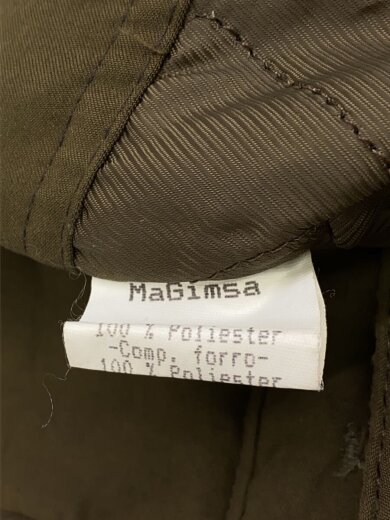 MaGimsa
100 % Poliester
-Comp. forro-
100 % Poliester